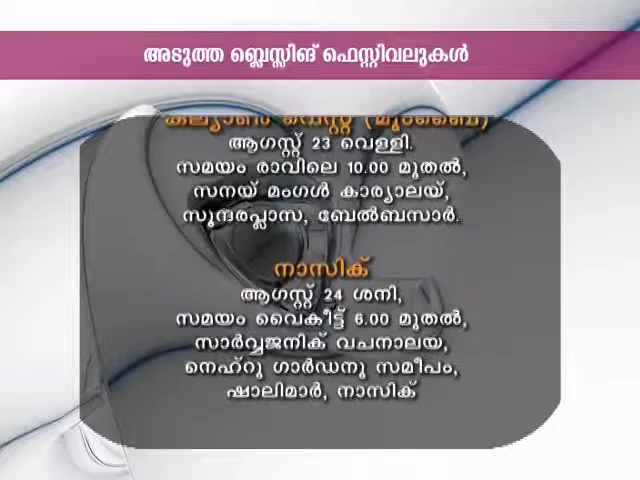 അടുത്ത ബ്ലെസ്സിങ് ഫെസ്റ്റിവലുകൾ
കല്യാൺ വെസ്റ്റ് (മുംബൈ)
ആഗസ്റ്റ് 23 വെള്ളി.
സമയം രാവിലെ 10.00 മുതൽ,
സനയ് മംഗൾ കാര്യാലയ്,
സുന്ദരപ്ലാസ, ബേൽബസാർ.
നാസിക്
ആഗസ്റ്റ് 24 ശനി,
സമയം വൈകീട്ട് 6.00 മുതൽ,
സാർവ്വജനിക് വചനാലയ,
നെഹ്റു ഗാർഡനു സമീപം,
ഷാലിമാർ, നാസിക്